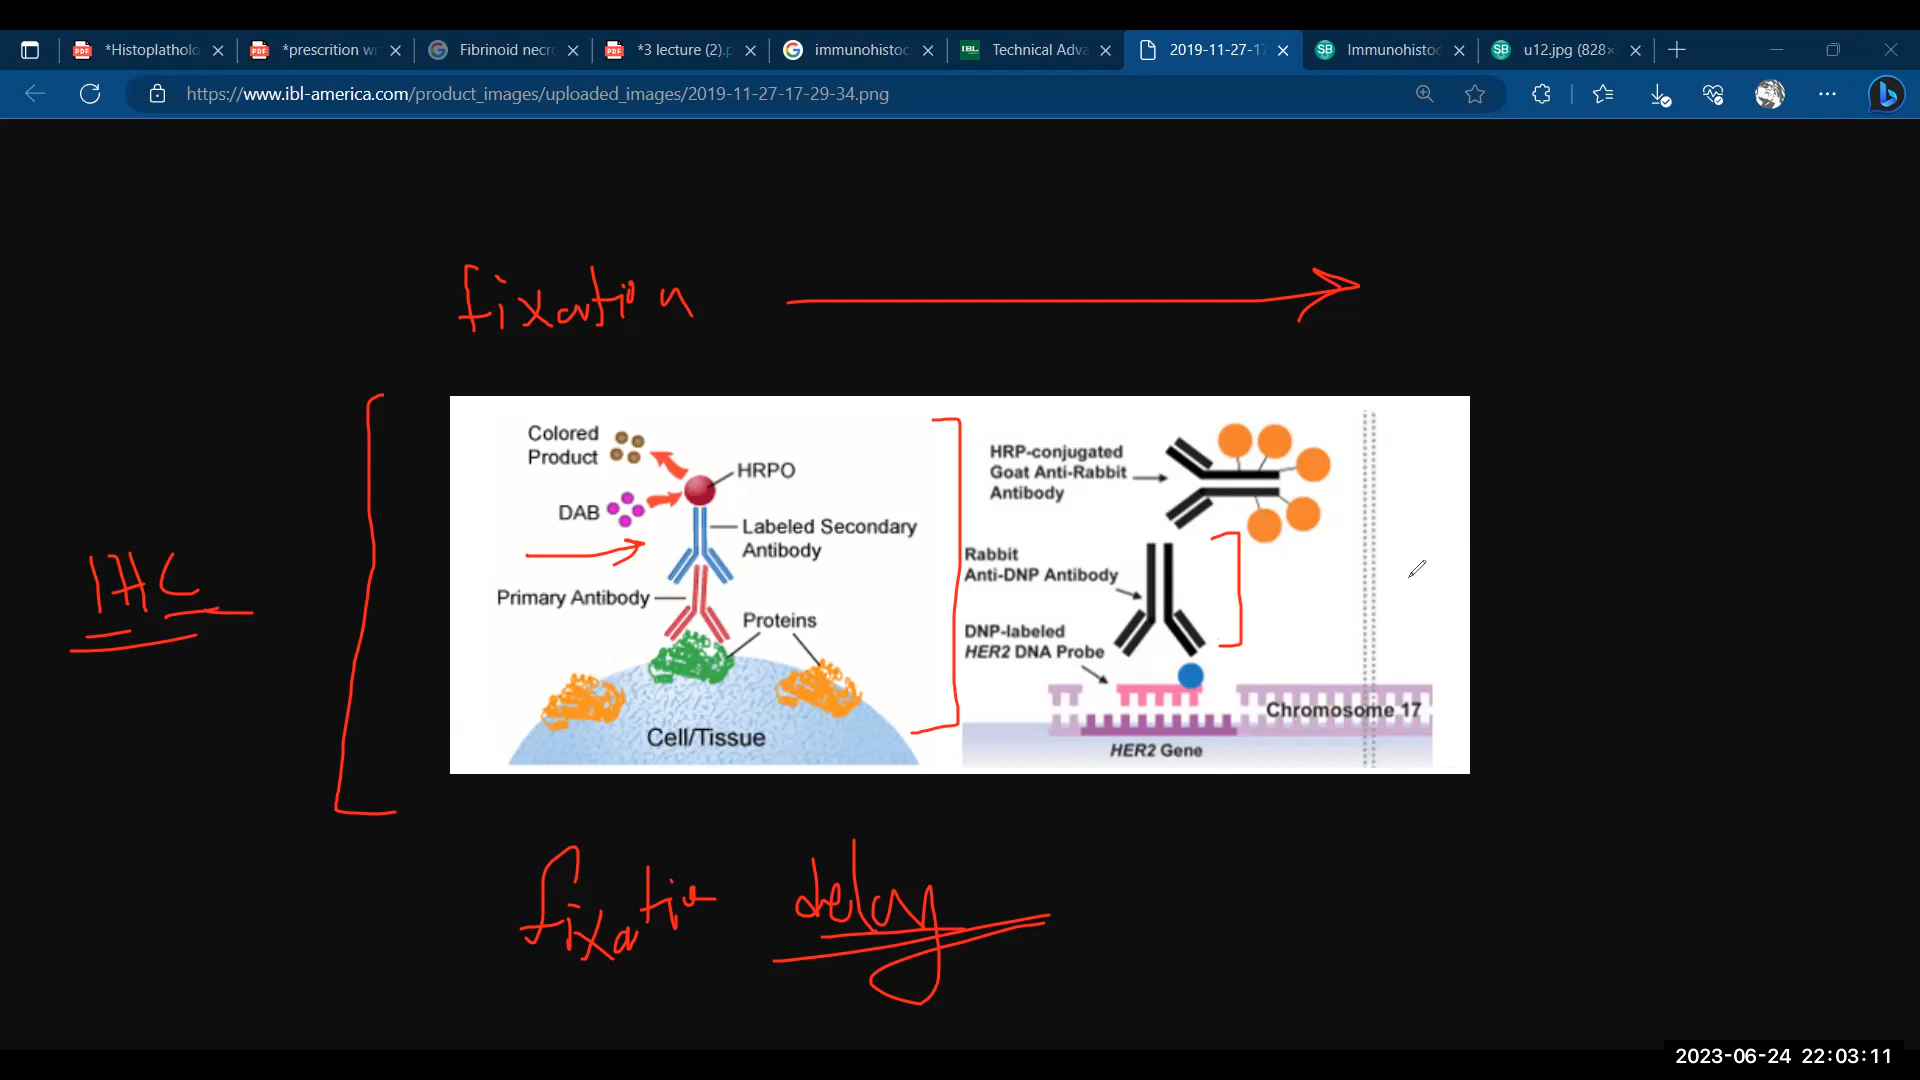 *Histoplatholo
*prescrition w
Fibrinoid necr
*3 lecture (2).p
immunohistoc
Technical Adva
2019-11-27-17
Immunohistoc
u12.jpg (828×
https://www.ibl-america.com/product_images/uploaded_images/2019-11-27-17-29-34.png
fixation
Colored
Product
HRPO
DAB
Labeled Secondary
Antibody
Primary Antibody
Proteins
Cell/Tissue
HRP-conjugated
Goat Anti-Rabbit
Antibody
Rabbit
Anti-DNP Antibody
DNP-labeled
HER2 DNA Probe
Chromosome 17
HER2 Gene
IHC
fixatio delay
2023-06-24 22:03:11